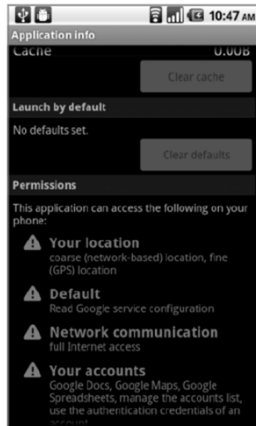 10:47 AM
Application info
Cache 0.00B
Clear cache
Launch by default
No defaults set.
Clear defaults
Permissions
This application can access the following on your
phone:
Your location
coarse (network-based) location, fine
(GPS) location
Default
Read Google service configuration
Network communication
full Internet access
Your accounts
Google Docs, Google Maps, Google
Spreadsheets, manage the accounts list,
use the authentication credentials of an
account